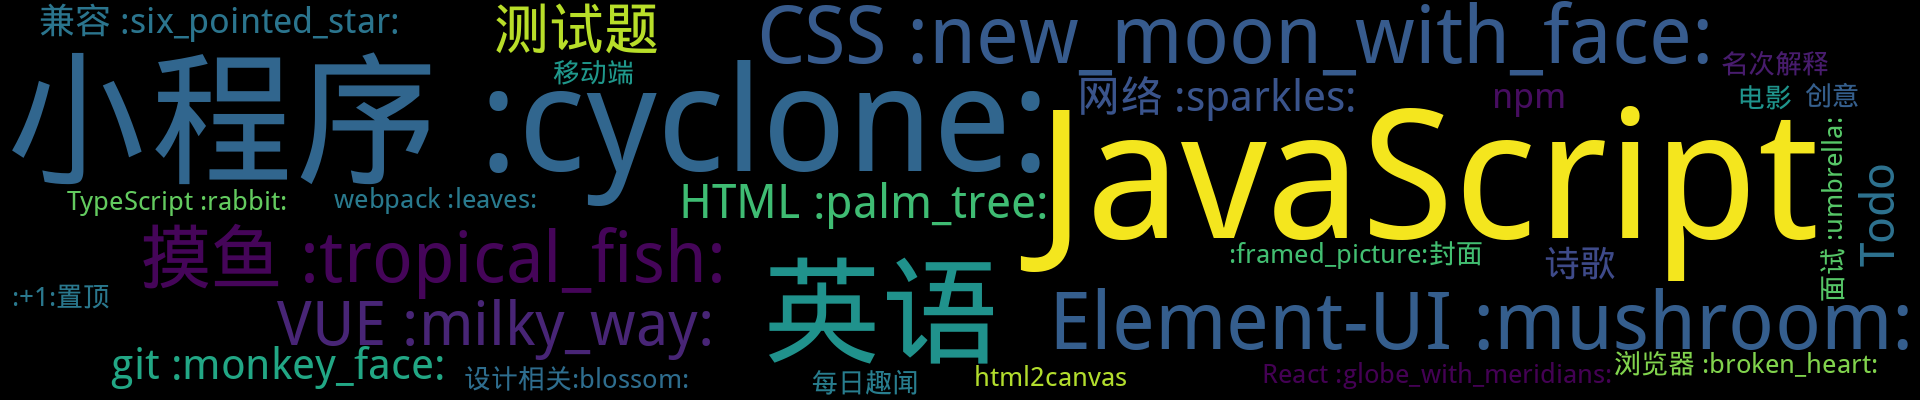 兼容 :six_pointed_star:
测试题
CSS :new_moon_with_face:
移动端
名次解释
小程序 :cyclone:
网络 :sparkles:
npm
电影
创意
JavaScript
面试 :umbrella:
Todo
TypeScript :rabbit:
webpack :leaves:
HTML :palm_tree:
摸鱼 :tropical_fish:
:framed_picture:封面
诗歌
:+1:置顶
VUE :milky_way:
英语
Element-UI :mushroom:
git :monkey_face:
设计相关:blossom:
每日趣闻
html2canvas
React :globe_with_meridians:
浏览器 :broken_heart: